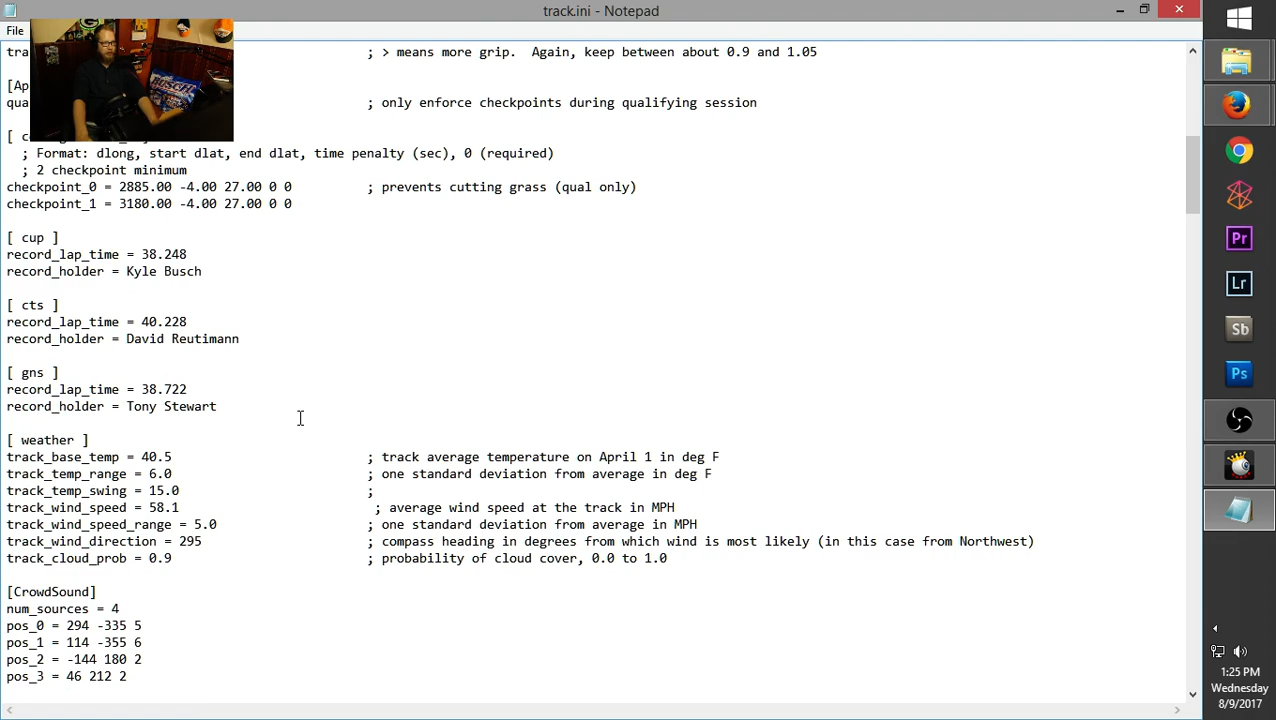 track.ini - Notepad
File
tra ; > means more grip. Again, keep between about 0.9 and 1.05
[Ap
qua ; only enforce checkpoints during qualifying session
; Format: dlong, start dlat, end dlat, time penalty (sec), 0 (required)
; 2 checkpoint minimum
checkpoint_0 = 2885.00 -4.00 27.00 0 0 ; prevents cutting grass (qual only)
checkpoint_1 = 3180.00 -4.00 27.00 0 0
[ cup ]
record_lap_time = 38.248
record_holder = Kyle Busch
[ cts ]
record_lap_time = 40.228
record_holder = David Reutimann
[ gns ]
record_lap_time = 38.722
record_holder = Tony Stewart
[ weather ]
track_base_temp = 40.5 ; track average temperature on April 1 in deg F
track_temp_range = 6.0 ; one standard deviation from average in deg F
track_temp_swing = 15.0 ;
track_wind_speed = 58.1 ; average wind speed at the track in MPH
track_wind_speed_range = 5.0 ; one standard deviation from average in MPH
track_wind_direction = 295 ; compass heading in degrees from which wind is most likely (in this case from Northwest)
track_cloud_prob = 0.9 ; probability of cloud cover, 0.0 to 1.0
[CrowdSound]
num_sources = 4
pos_0 = 294 -335 5
pos_1 = 114 -355 6
pos_2 = -144 180 2
pos_3 = 46 212 2
Pr
Lr
Sb
Ps
1:25 PM
Wednesday
8/9/2017
BUSCH